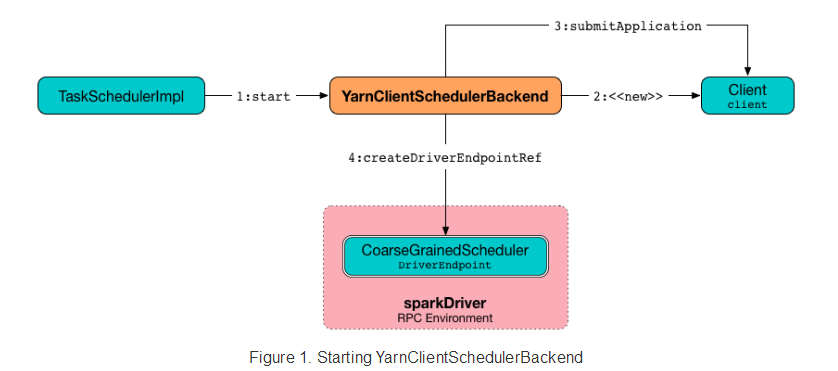 3:submitApplication
TaskSchedulerImpl
1:start
YarnClientSchedulerBackend
2:<<new>>
Client
client
4:createDriverEndpointRef
CoarseGrainedScheduler
DriverEndpoint
sparkDriver
RPC Environment
Figure 1. Starting YarnClientSchedulerBackend